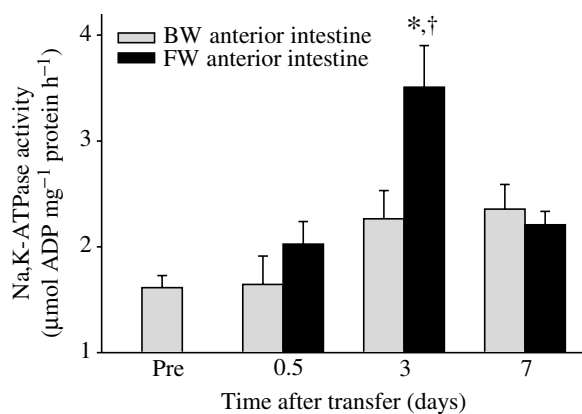 BW anterior intestine
FW anterior intestine
*,†
Na,K-ATPase activity
(μmol ADP mg⁻¹ protein h⁻¹)
4
3
2
1
Pre 0.5 3 7
Time after transfer (days)